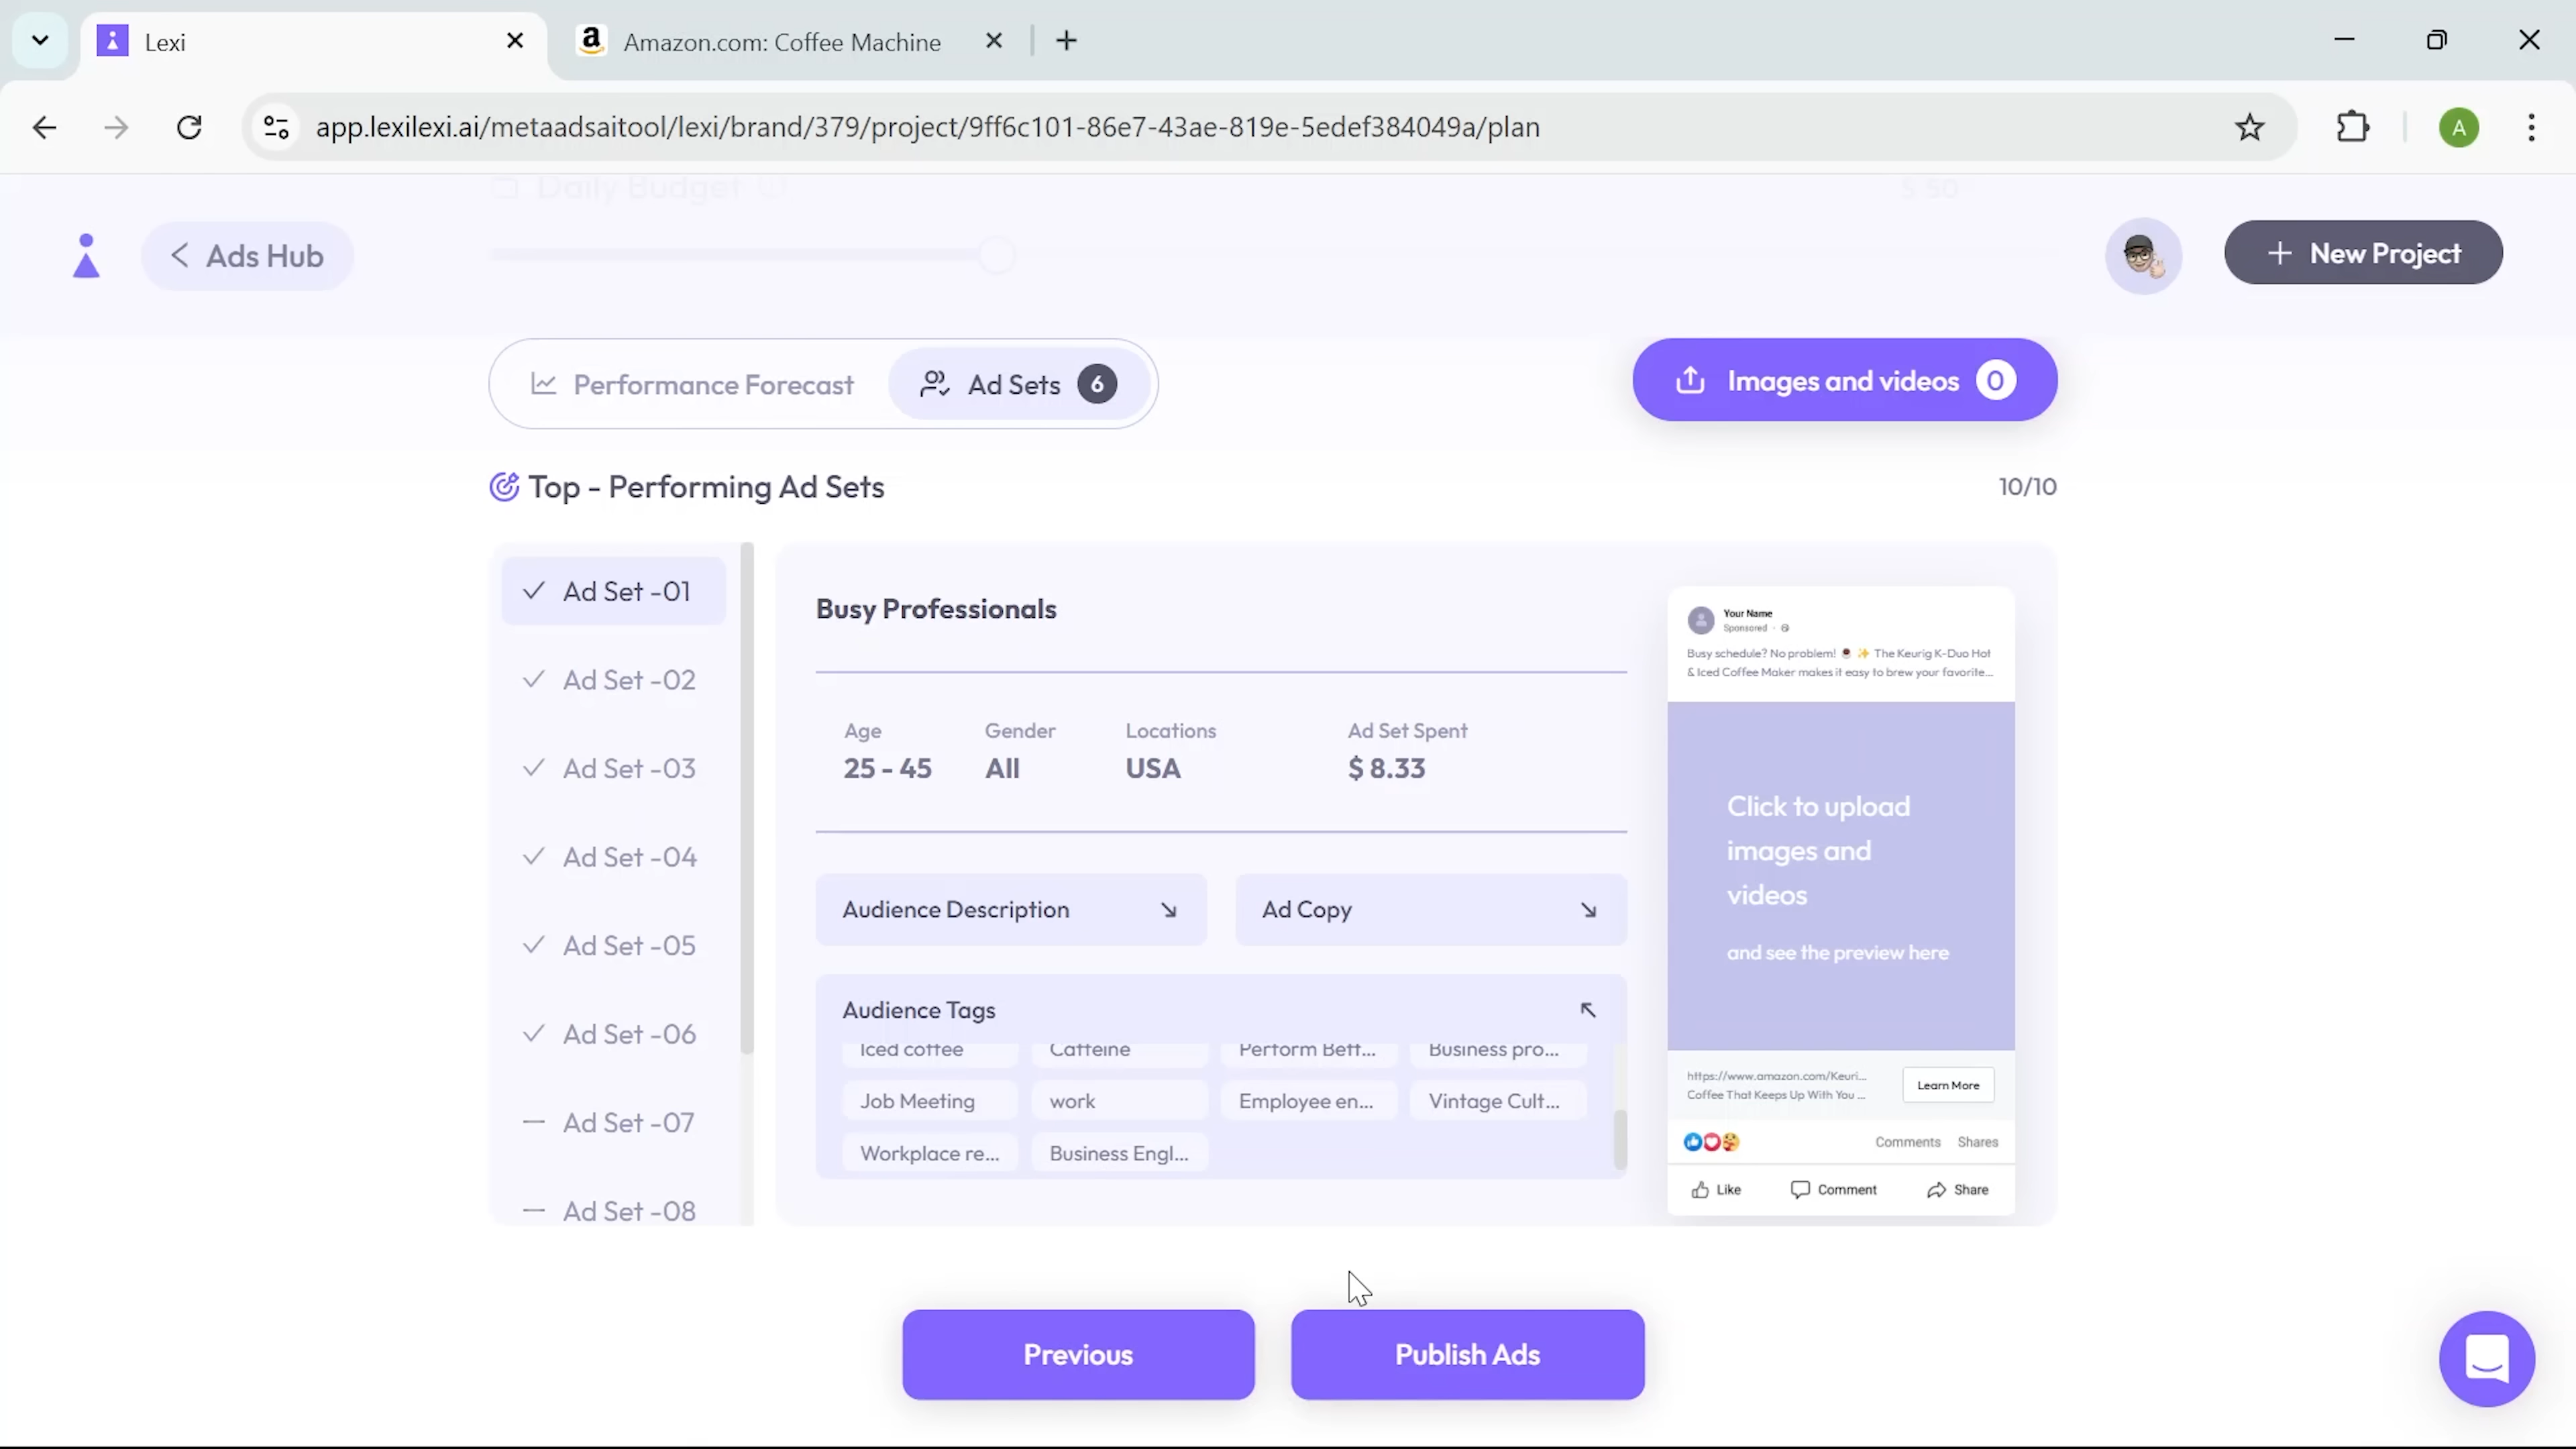 Lexi
Amazon.com: Coffee Machine
app.lexilexi.ai/metaadsaitool/lexi/brand/379/project/9ff6c101-86e7-43ae-819e-5edef384049a/plan
Daily Budget
$ 50
Ads Hub
New Project
A
Performance Forecast
Ad Sets 6
Images and videos 0
Top - Performing Ad Sets
10/10
Ad Set -01
Ad Set -02
Ad Set -03
Ad Set -04
Ad Set -05
Ad Set -06
Ad Set -07
Ad Set -08
Busy Professionals
Age
25 - 45
Gender
All
Locations
USA
Ad Set Spent
$ 8.33
Audience Description
Ad Copy
Audience Tags
Iced coffee
Caffeine
Perform Bett...
Business pro...
Job Meeting
work
Employee en...
Vintage Cult...
Workplace re...
Business Engl...
Your Name
Sponsored ·
Busy schedule? No problem! ☕ ✨ The Keurig K-Duo Hot
& Iced Coffee Maker makes it easy to brew your favorite...
Click to upload
images and
videos
and see the preview here
https://www.amazon.com/Keuri...
Coffee That Keeps Up With You ...
Learn More
Comments Shares
Like
Comment
Share
Previous
Publish Ads